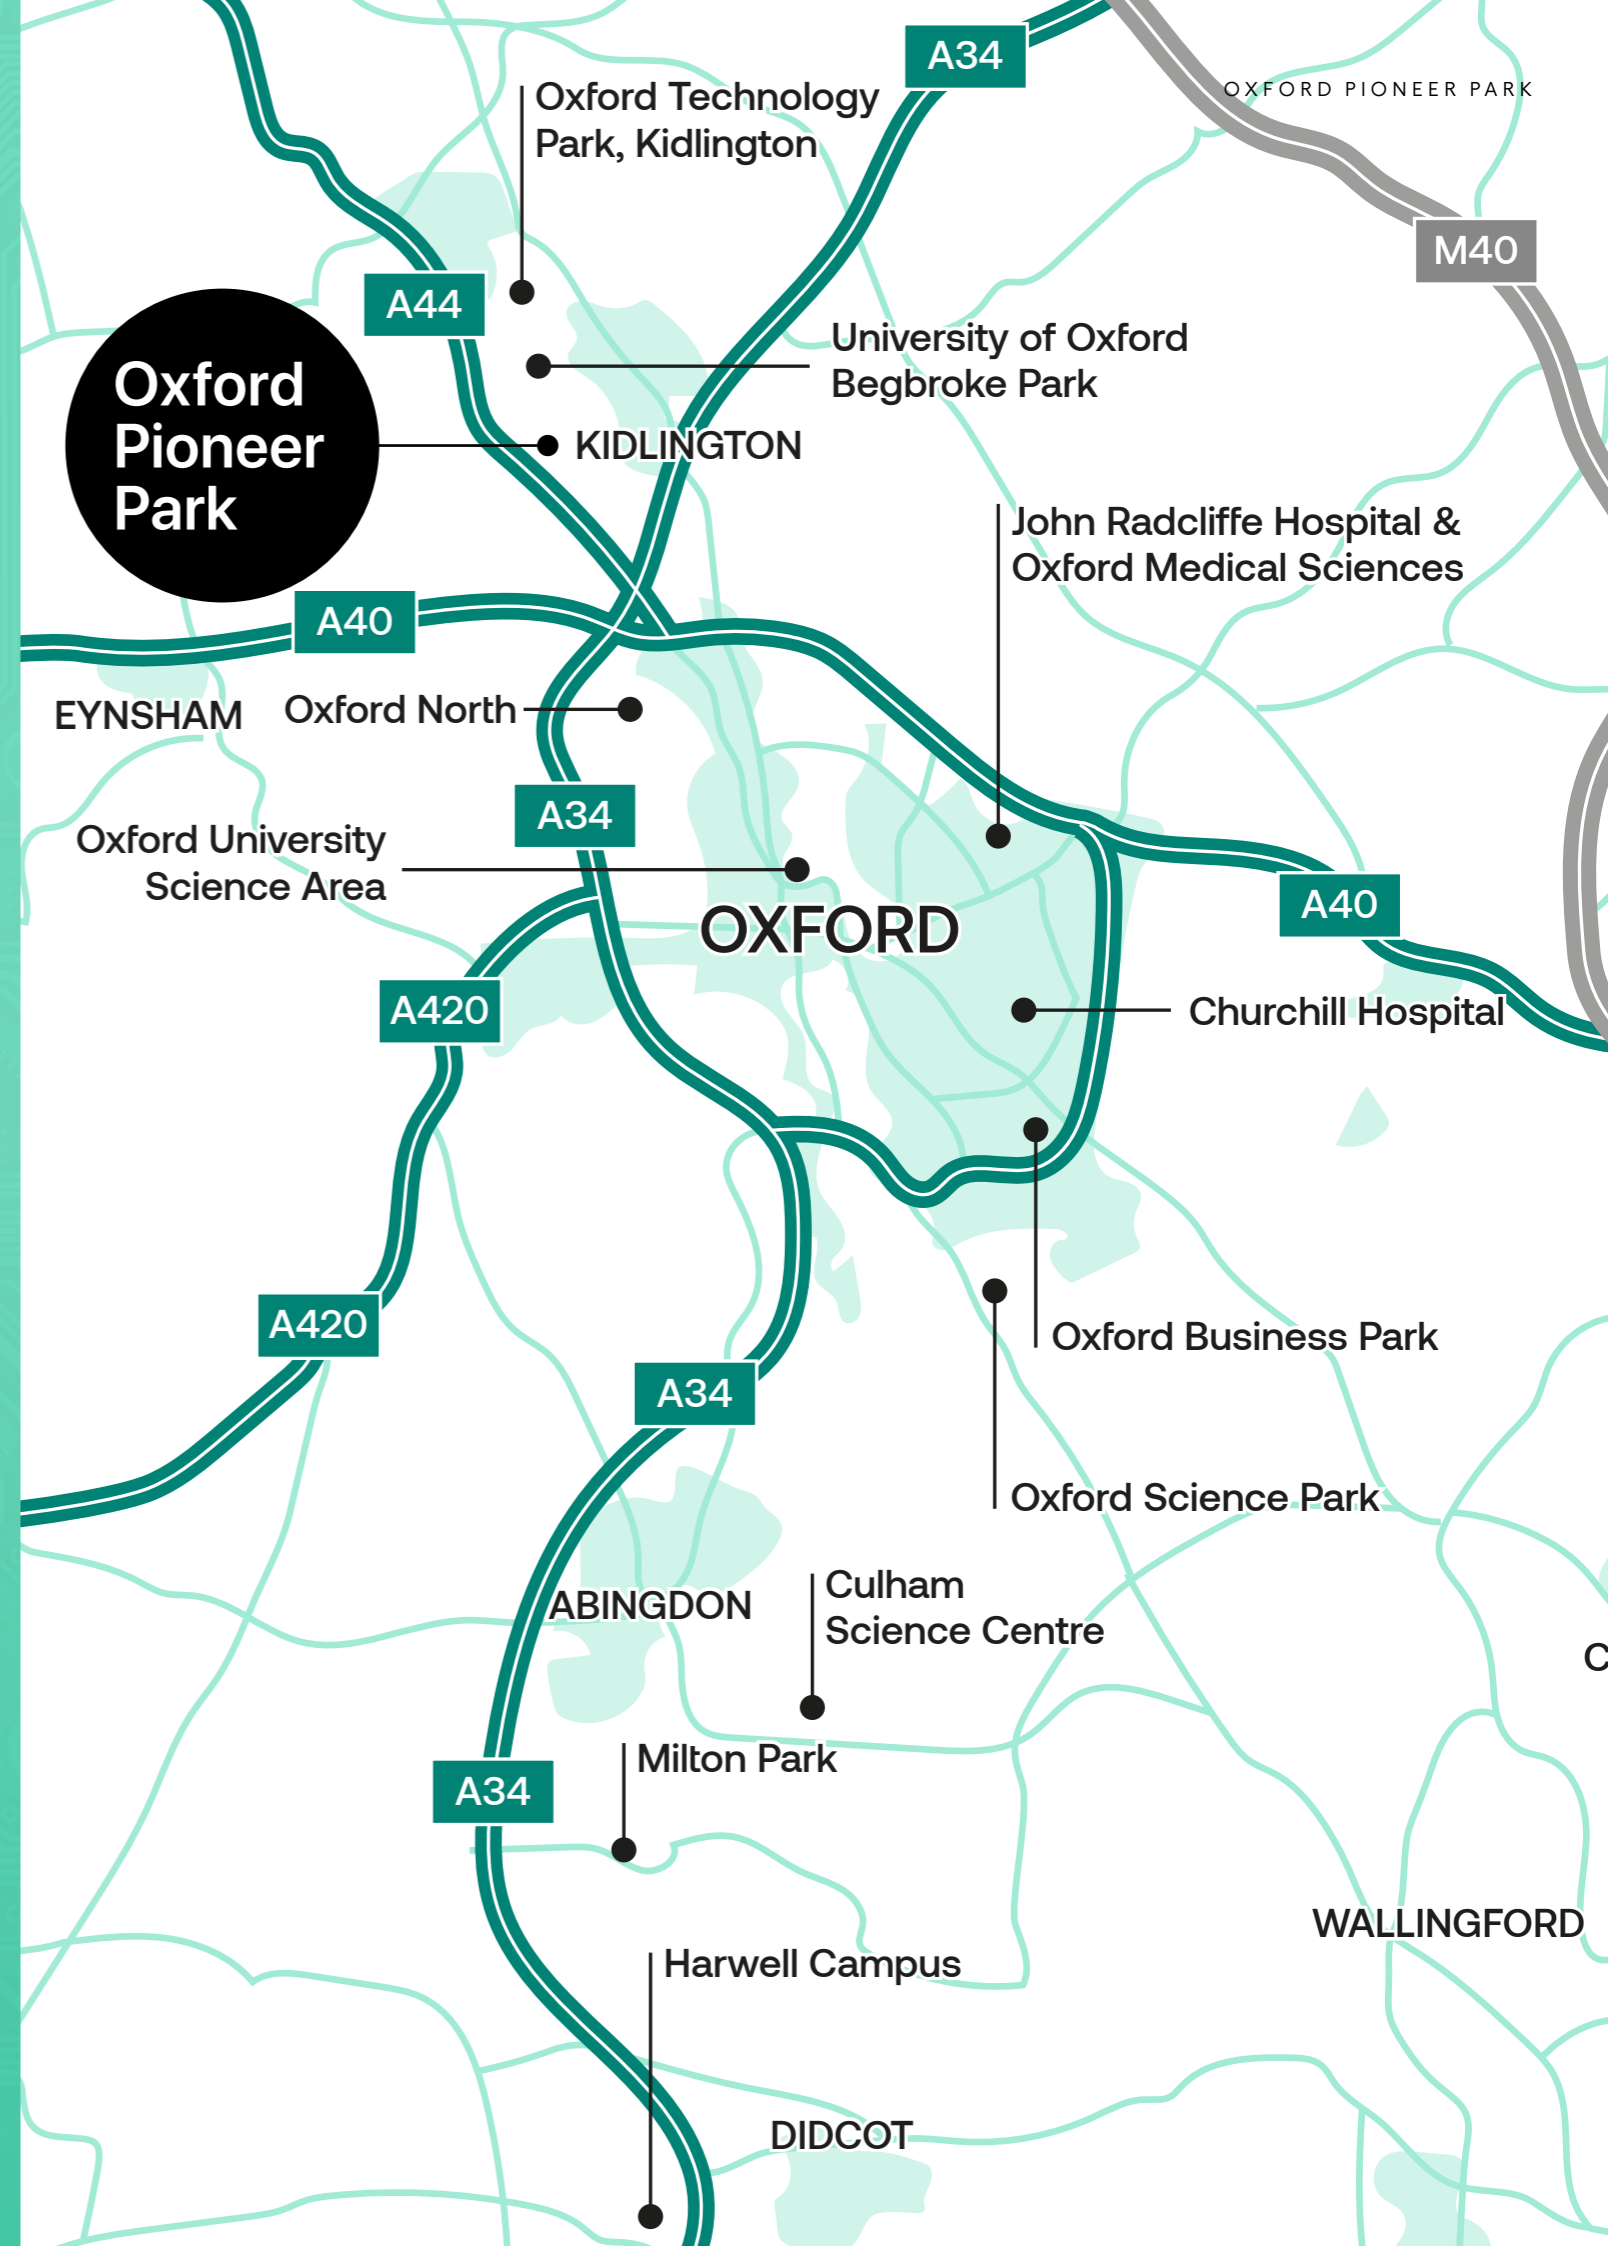 A34
OXFORD PIONEER PARK
Oxford Technology
Park, Kidlington
M40
A44
University of Oxford
Begbroke Park
Oxford
Pioneer
Park
KIDLINGTON
John Radcliffe Hospital &
Oxford Medical Sciences
A40
EYNSHAM
Oxford North
A34
Oxford University
Science Area
OXFORD
A40
A420
Churchill Hospital
A420
Oxford Business Park
A34
Oxford Science Park
ABINGDON
Culham
Science Centre
C
Milton Park
A34
WALLINGFORD
Harwell Campus
DIDCOT